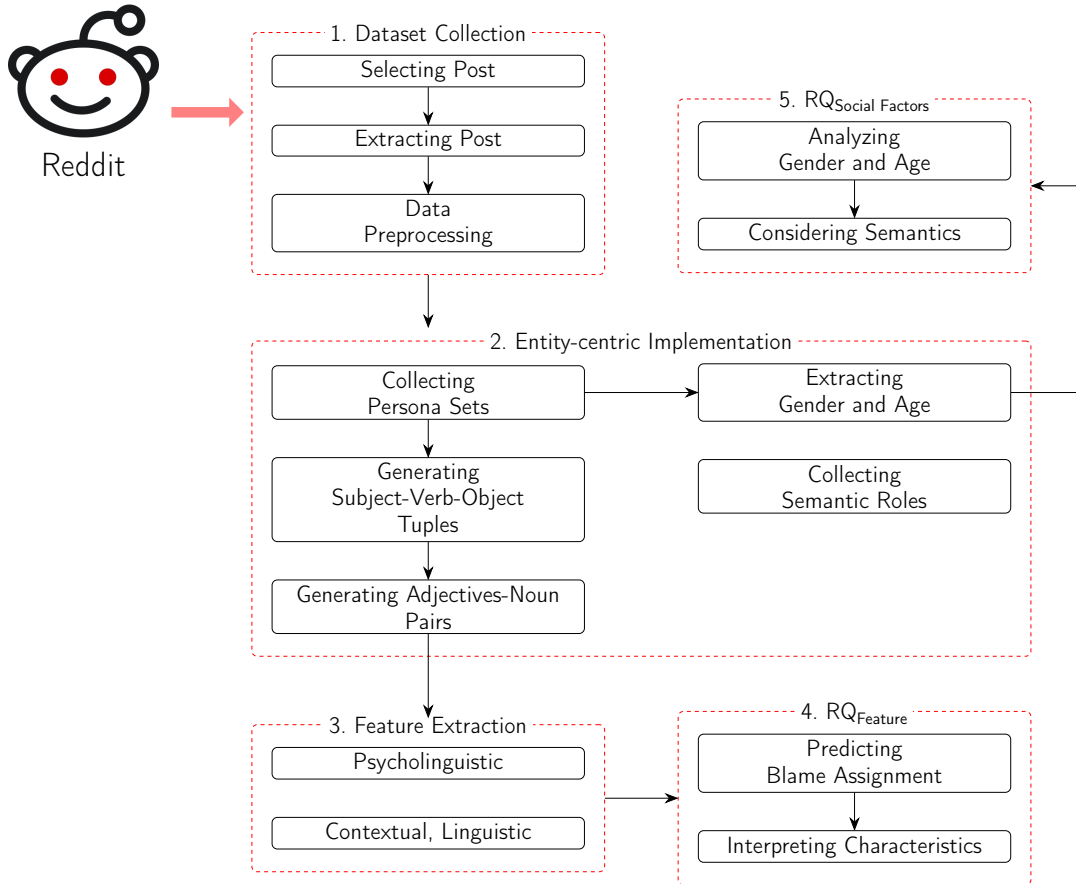 Reddit
1. Dataset Collection
Selecting Post
Extracting Post
Data
Preprocessing
5. RQSocial Factors
Analyzing
Gender and Age
Considering Semantics
2. Entity-centric Implementation
Collecting
Persona Sets
Extracting
Gender and Age
Generating
Subject-Verb-Object
Tuples
Collecting
Semantic Roles
Generating Adjectives-Noun
Pairs
3. Feature Extraction
Psycholinguistic
Contextual, Linguistic
4. RQFeature
Predicting
Blame Assignment
Interpreting Characteristics